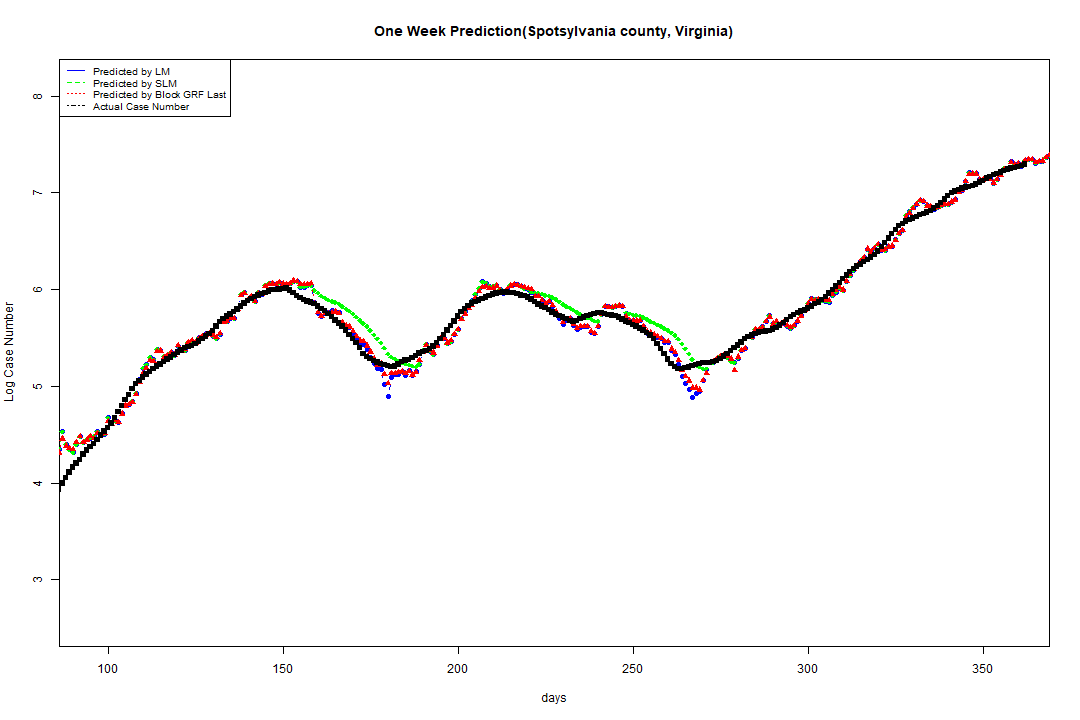 One Week Prediction(Spotsylvania county, Virginia)
Predicted by LM
Predicted by SLM
Predicted by Block GRF Last
Actual Case Number
8
7
6
5
4
3
Log Case Number
100 150 200 250 300 350
days